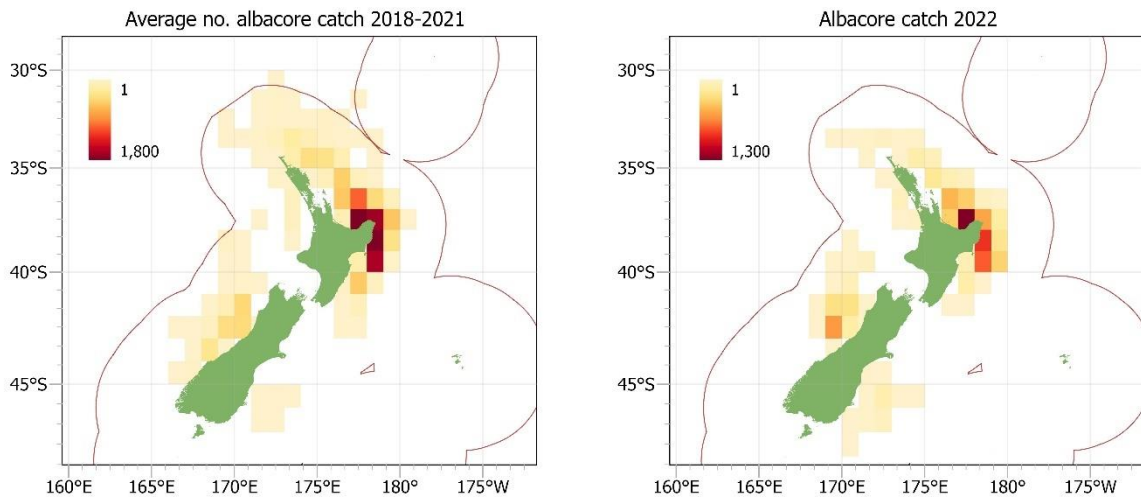 Average no. albacore catch 2018-2021
30°S
35°S
40°S
45°S
1
1,800
160°E
165°E
170°E
175°E
180°
175°W
Albacore catch 2022
30°S
35°S
40°S
45°S
1
1,300
160°E
165°E
170°E
175°E
180°
175°W